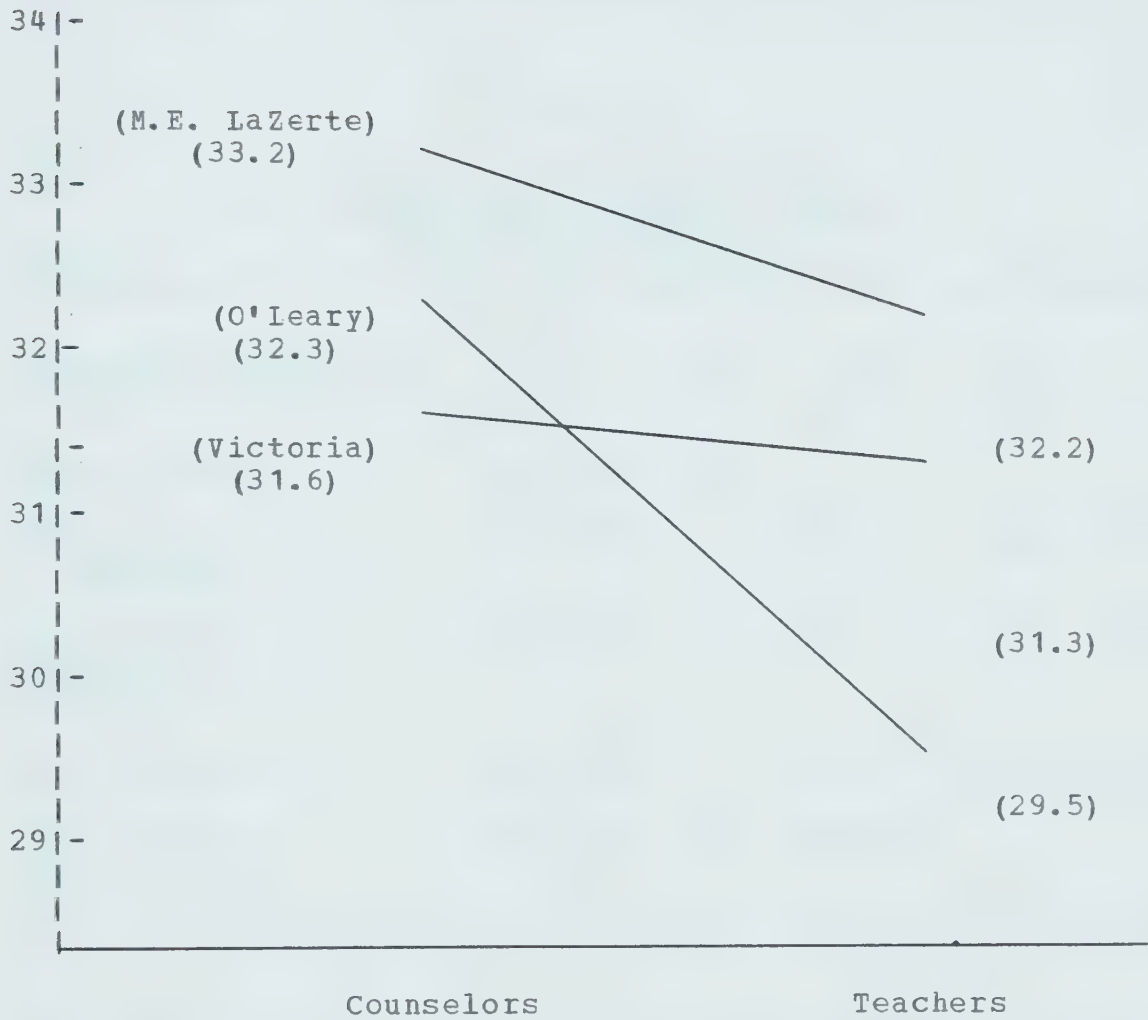 34
(M.E. LaZerte)
(33.2)
33
(O'Leary)
32
(32.3)
(Victoria)
(32.2)
(31.6)
31
(31.3)
30
(29.5)
29
Counselors
Teachers